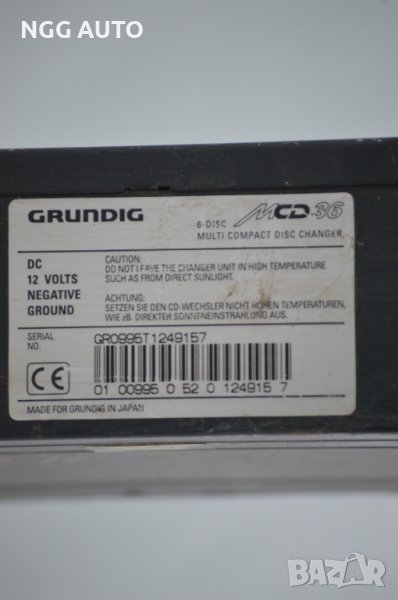 NGG AUTO
GRUNDIG
6-DISC MCD 36
MULTI COMPACT DISC CHANGER
DC
12 VOLTS
NEGATIVE
GROUND
CAUTION:
DO NOT LEAVE THE CHANGER UNIT IN HIGH TEMPERATURE
SUCH AS FROM DIRECT SUNLIGHT.
ACHTUNG:
SETZEN SIE DEN CD-WECHSLER NICHT HOHEN TEMPERATUREN,
WIE zB. DIREKTER SONNENEINSTRAHLUNG AUS.
SERIAL
NO.
GR0995T1249157
CE
01 00995 0 52 0 124915 7
MADE FOR GRUNDIG IN JAPAN
BAZAR